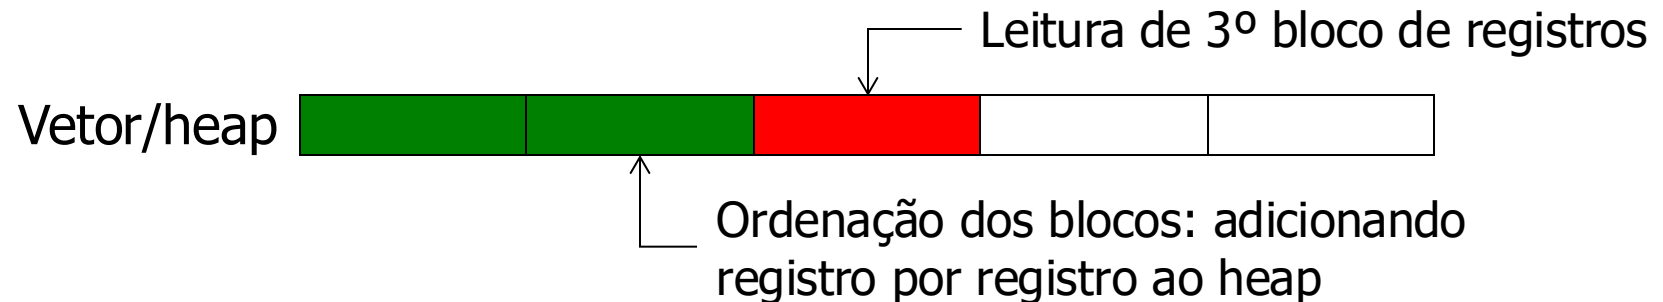 Leitura de 3º bloco de registros
Vetor/heap
Ordenação dos blocos: adicionando
registro por registro ao heap